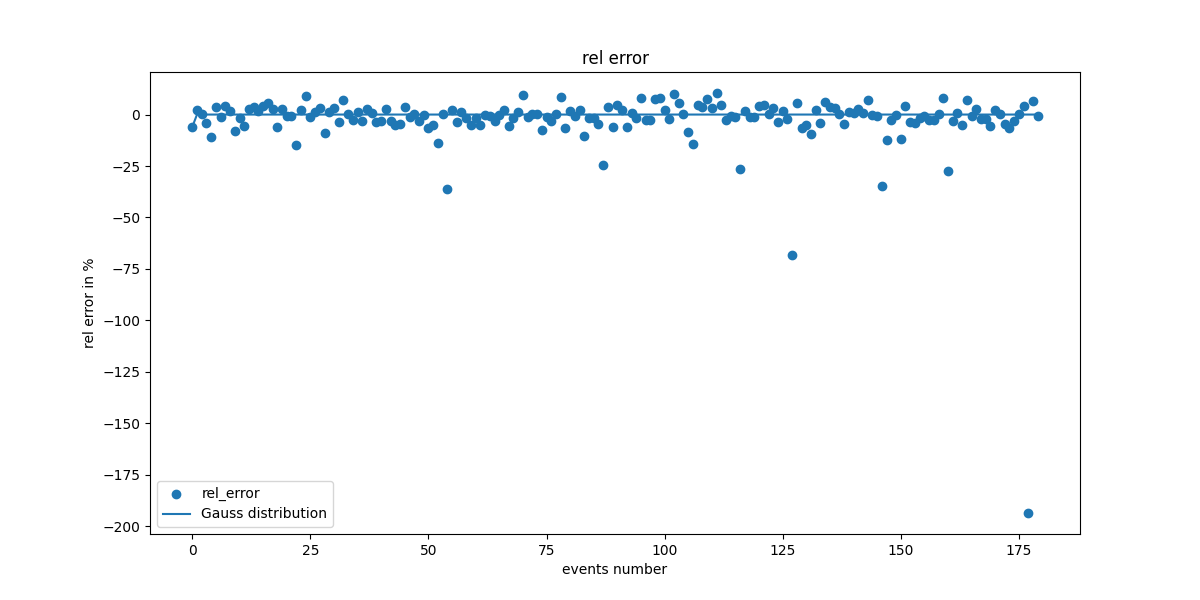 rel error
0
−25
−50
−75
−100
−125
−150
−175
−200
rel error in %
rel_error
Gauss distribution
0 25 50 75 100 125 150 175
events number